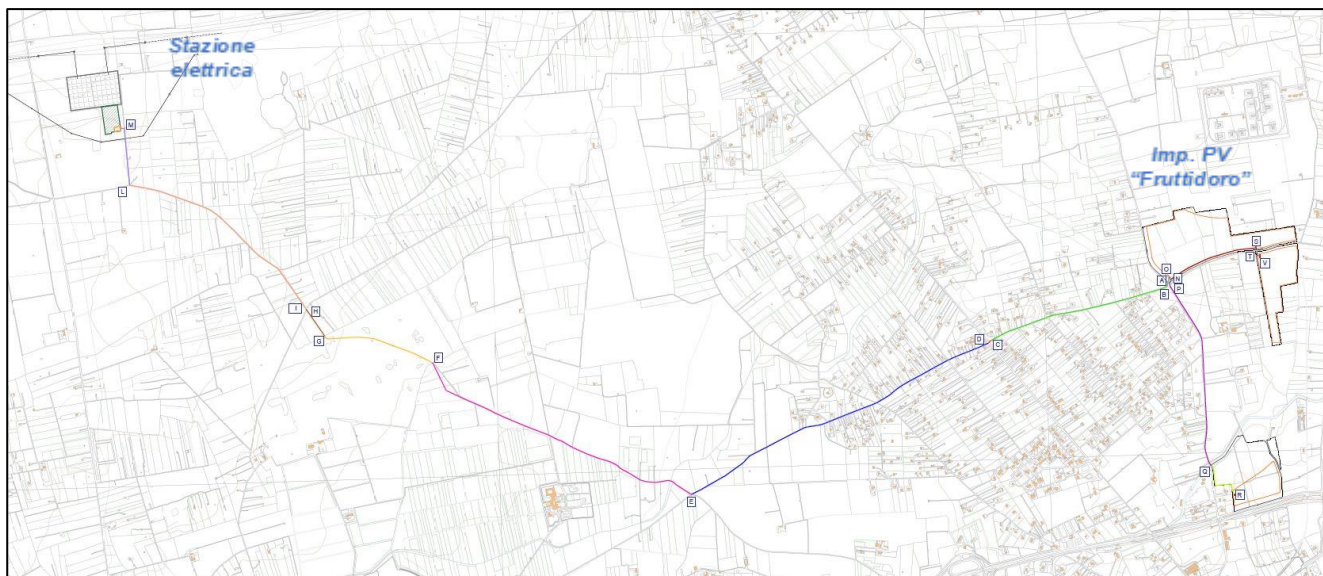 Stazione
elettrica
M
Imp. PV
"Fruttidoro"
L
S
T
V
O
A
N
B
P
I
H
G
D
C
F
Q
R
E